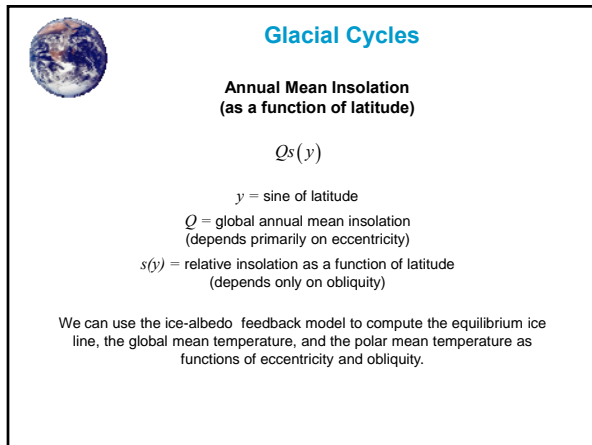 Glacial Cycles
Annual Mean Insolation
(as a function of latitude)
Qs(y)
y = sine of latitude
Q = global annual mean insolation
(depends primarily on eccentricity)
s(y) = relative insolation as a function of latitude
(depends only on obliquity)
We can use the ice-albedo feedback model to compute the equilibrium ice
line, the global mean temperature, and the polar mean temperature as
functions of eccentricity and obliquity.